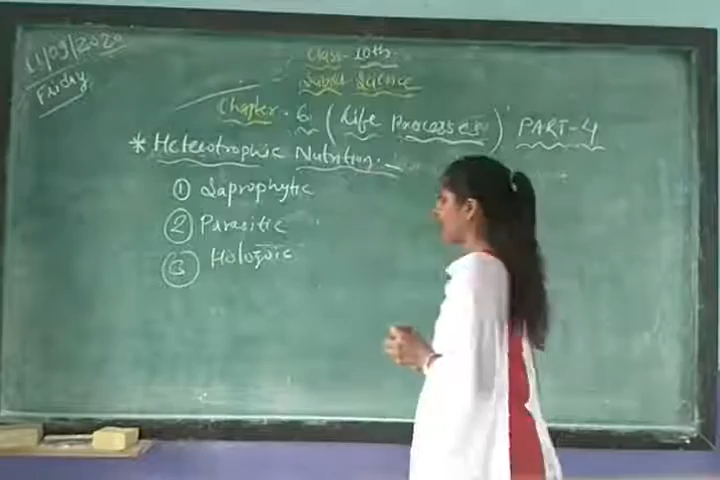 11/09/2020
Friday
Class - 10th
Subject Science
Chapter - 6 (Life Processes) PART-4
* Heterotrophic Nutrition. -
① Saprophytic
② Parasitic
③ Holozoic